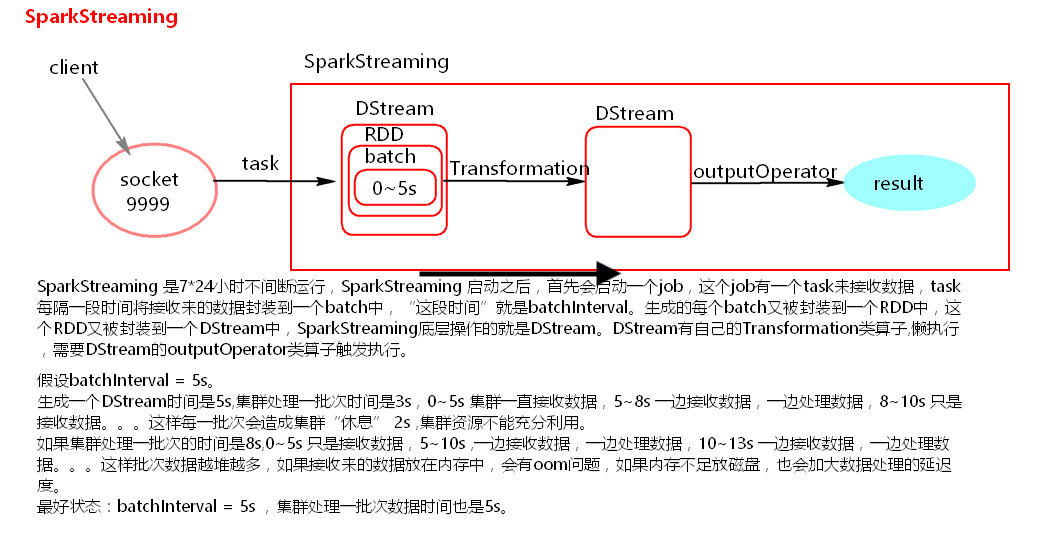 SparkStreaming
SparkStreaming
client
DStream
DStream
RDD
batch
task
Transformation
outputOperator
socket
9999
0~5s
result
SparkStreaming 是7*24小时不间断运行，SparkStreaming 启动之后，首先会启动一个job，这个job有一个task来接收数据，task
每隔一段时间将接收来的数据封装到一个batch中，“这段时间”就是batchInterval。生成的每个batch又被封装到一个RDD中，这
个RDD又被封装到一个DStream中，SparkStreaming底层操作的就是DStream。DStream有自己的Transformation类算子,懒执行
，需要DStream的outputOperator类算子触发执行。
假设batchInterval = 5s。
生成一个DStream时间是5s,集群处理一批次时间是3s，0~5s 集群一直接收数据，5~8s 一边接收数据，一边处理数据，8~10s 只是
接收数据。。。这样每一批次会造成集群“休息” 2s ,集群资源不能充分利用。
如果集群处理一批次的时间是8s,0~5s 只是接收数据，5~10s ,一边接收数据，一边处理数据，10~13s 一边接收数据，一边处理数
据。。。这样批次数据越堆越多，如果接收来的数据放在内存中，会有oom问题，如果内存不足放磁盘，也会加大数据处理的延迟
度。
最好状态：batchInterval = 5s ，集群处理一批次数据时间也是5s。